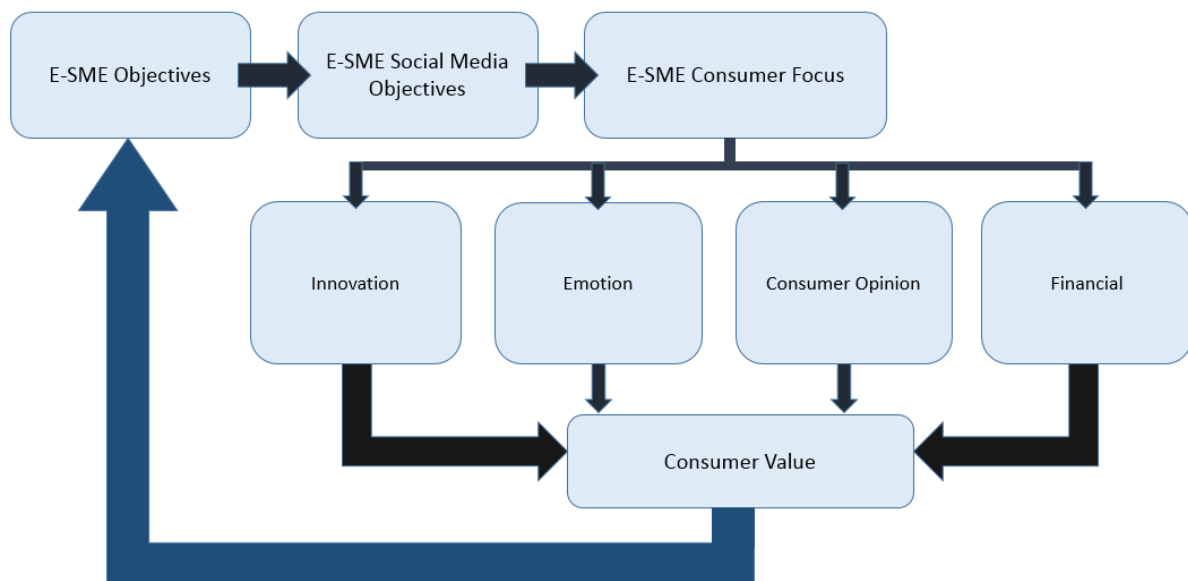 E-SME Objectives
E-SME Social Media
Objectives
E-SME Consumer Focus
Innovation
Emotion
Consumer Opinion
Financial
Consumer Value